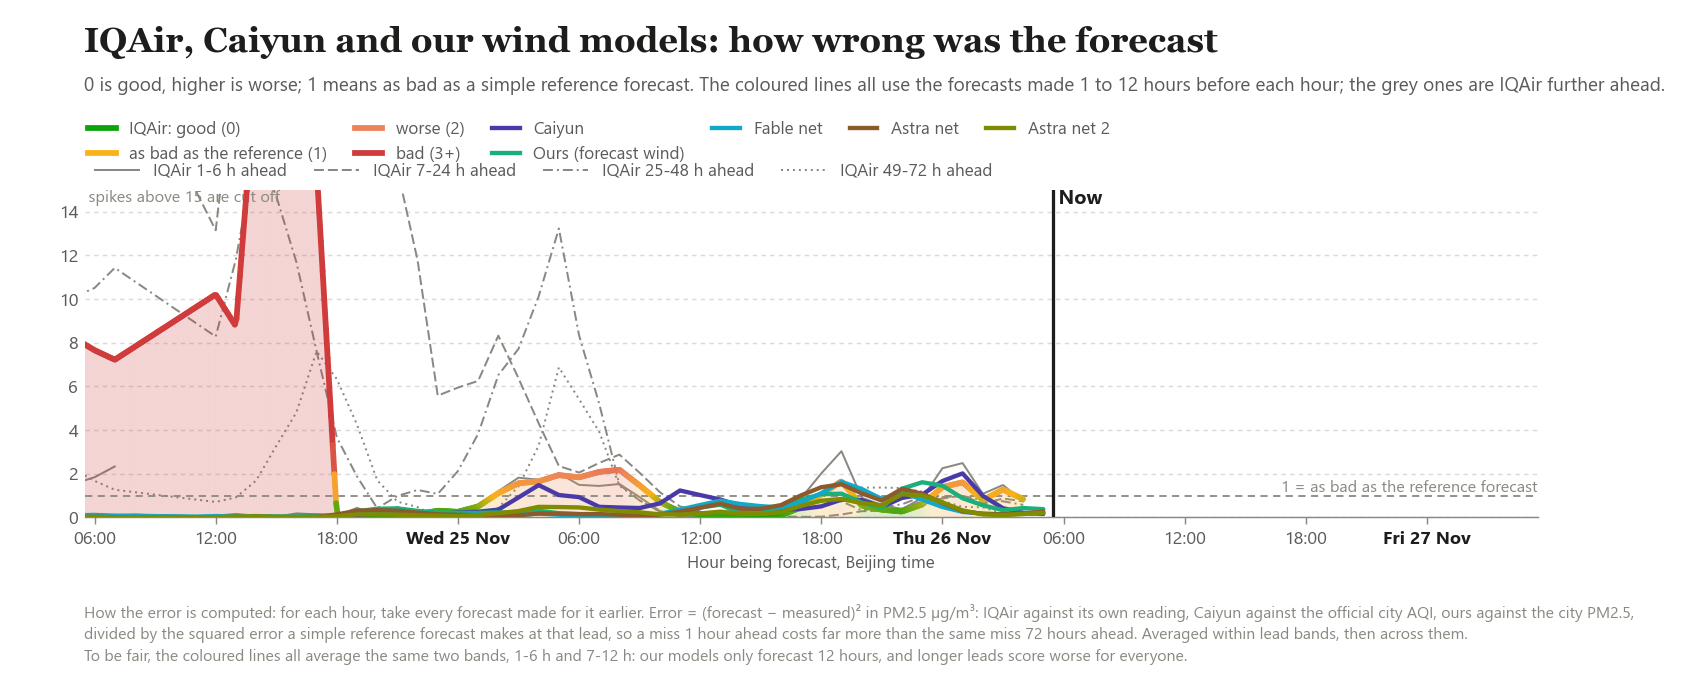 IQAir, Caiyun and our wind models: how wrong was the forecast
0 is good, higher is worse; 1 means as bad as a simple reference forecast. The coloured lines all use the forecasts made 1 to 12 hours before each hour; the grey ones are IQAir further ahead.
IQAir: good (0) worse (2) Caiyun Fable net Astra net Astra net 2
as bad as the reference (1) bad (3+) Ours (forecast wind)
IQAir 1-6 h ahead IQAir 7-24 h ahead IQAir 25-48 h ahead IQAir 49-72 h ahead
spikes above 15 are cut off
Now
14
12
10
8
6
4
2
0
1 = as bad as the reference forecast
06:00 12:00 18:00 Wed 25 Nov 06:00 12:00 18:00 Thu 26 Nov 06:00 12:00 18:00 Fri 27 Nov
Hour being forecast, Beijing time
How the error is computed: for each hour, take every forecast made for it earlier. Error = (forecast − measured)² in PM2.5 µg/m³: IQAir against its own reading, Caiyun against the official city AQI, ours against the city PM2.5,
divided by the squared error a simple reference forecast makes at that lead, so a miss 1 hour ahead costs far more than the same miss 72 hours ahead. Averaged within lead bands, then across them.
To be fair, the coloured lines all average the same two bands, 1-6 h and 7-12 h: our models only forecast 12 hours, and longer leads score worse for everyone.